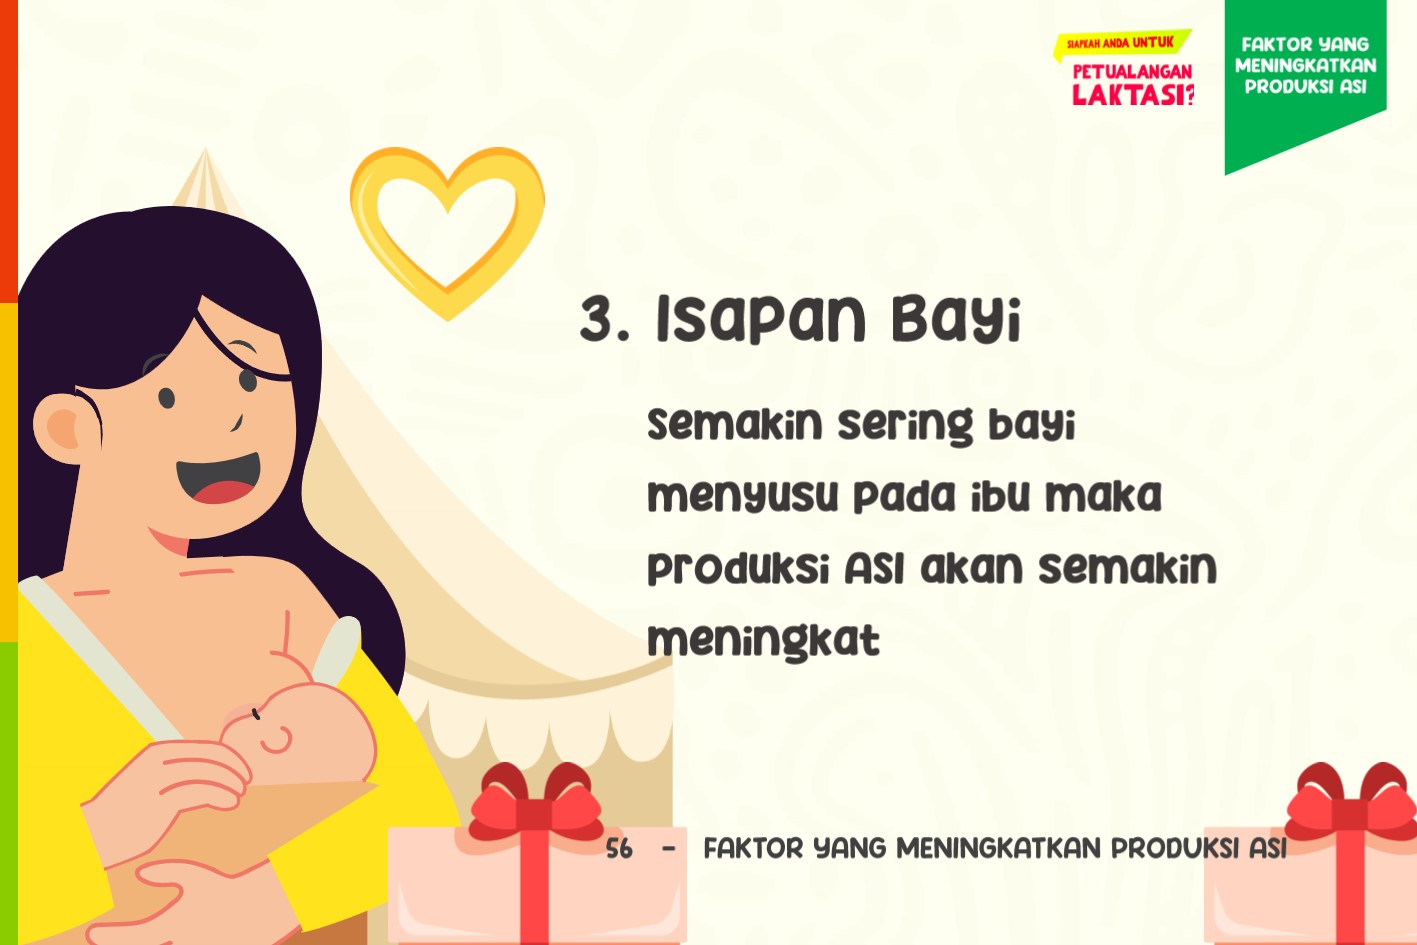 SIAPKAH ANDA UNTUK
PETUALANGAN
LAKTASI?
FAKTOR YANG
MENINGKATKAN
PRODUKSI ASI
3. Isapan Bayi
Semakin sering bayi
menyusu pada ibu maka
produksi ASI akan semakin
meningkat
56 - FAKTOR YANG MENINGKATKAN PRODUKSI ASI